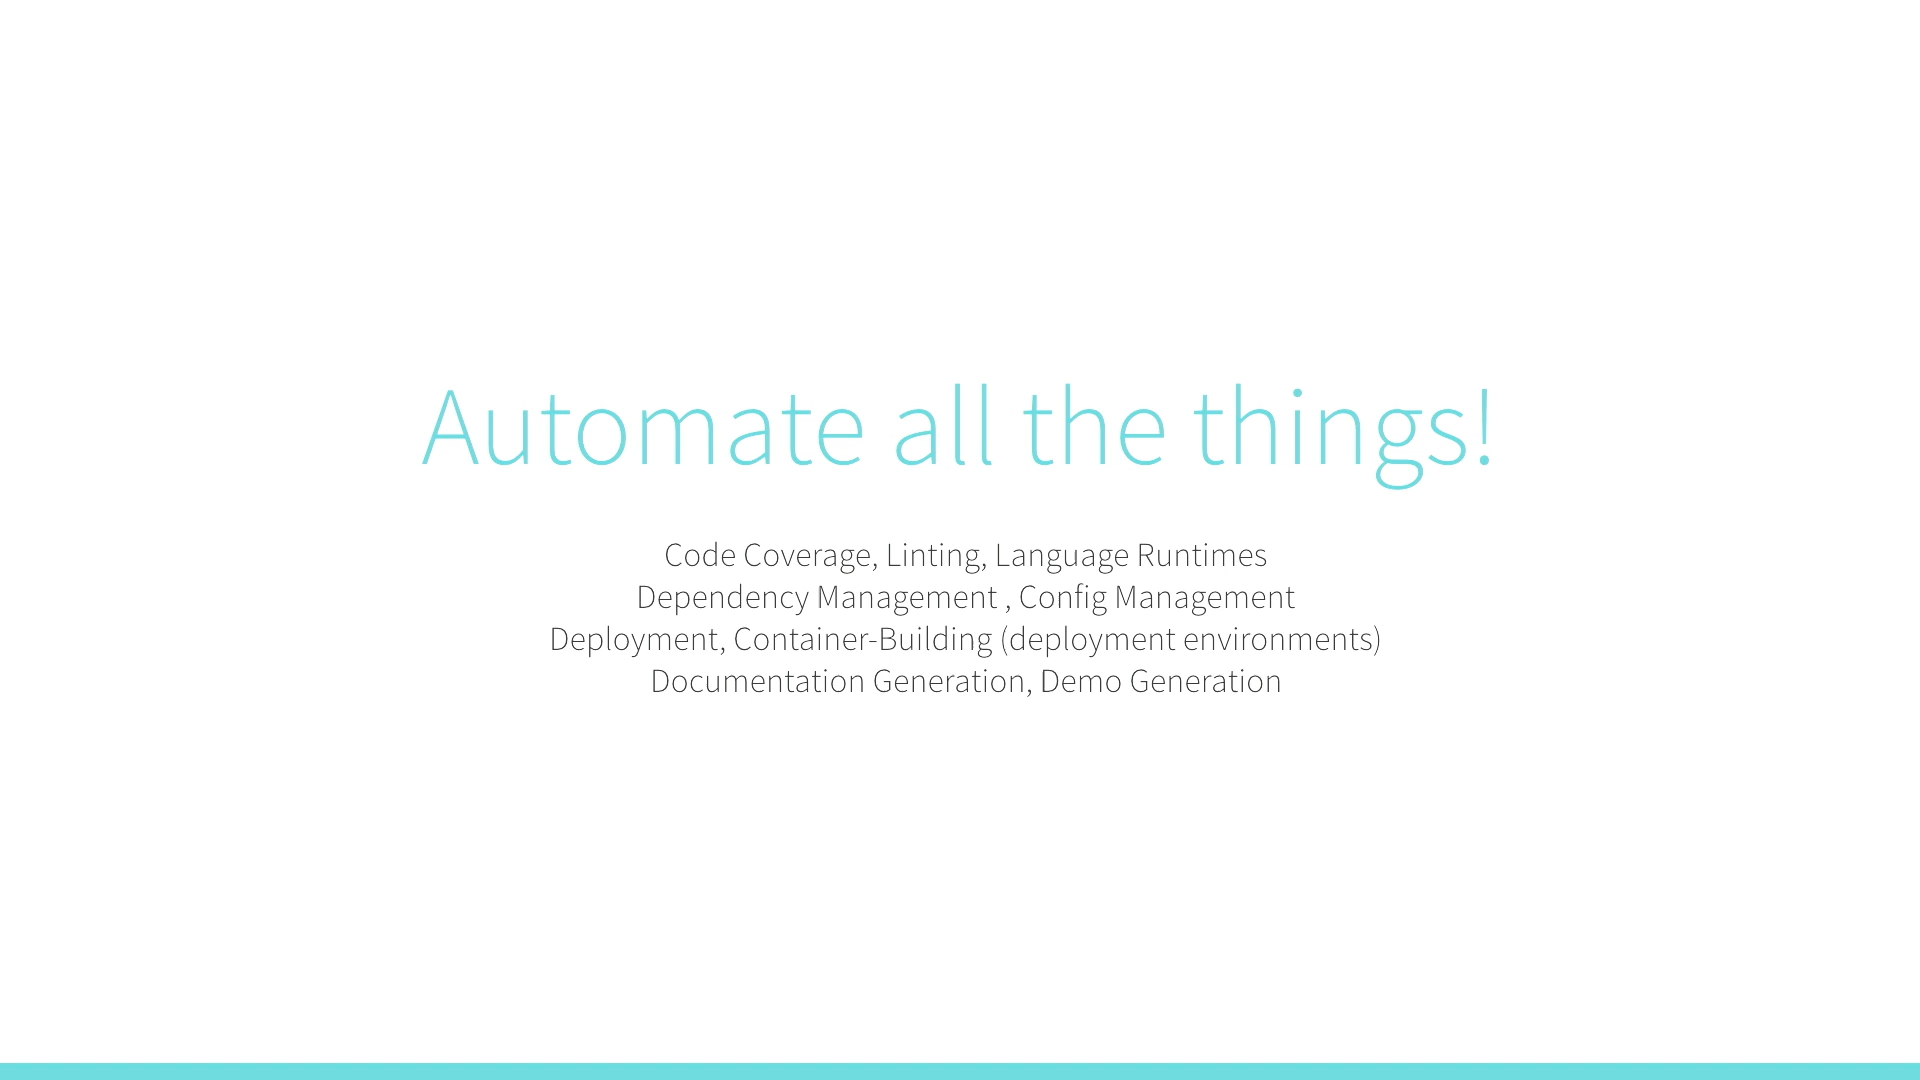 Automate all the things!
Code Coverage, Linting, Language Runtimes
Dependency Management , Config Management
Deployment, Container-Building (deployment environments)
Documentation Generation, Demo Generation